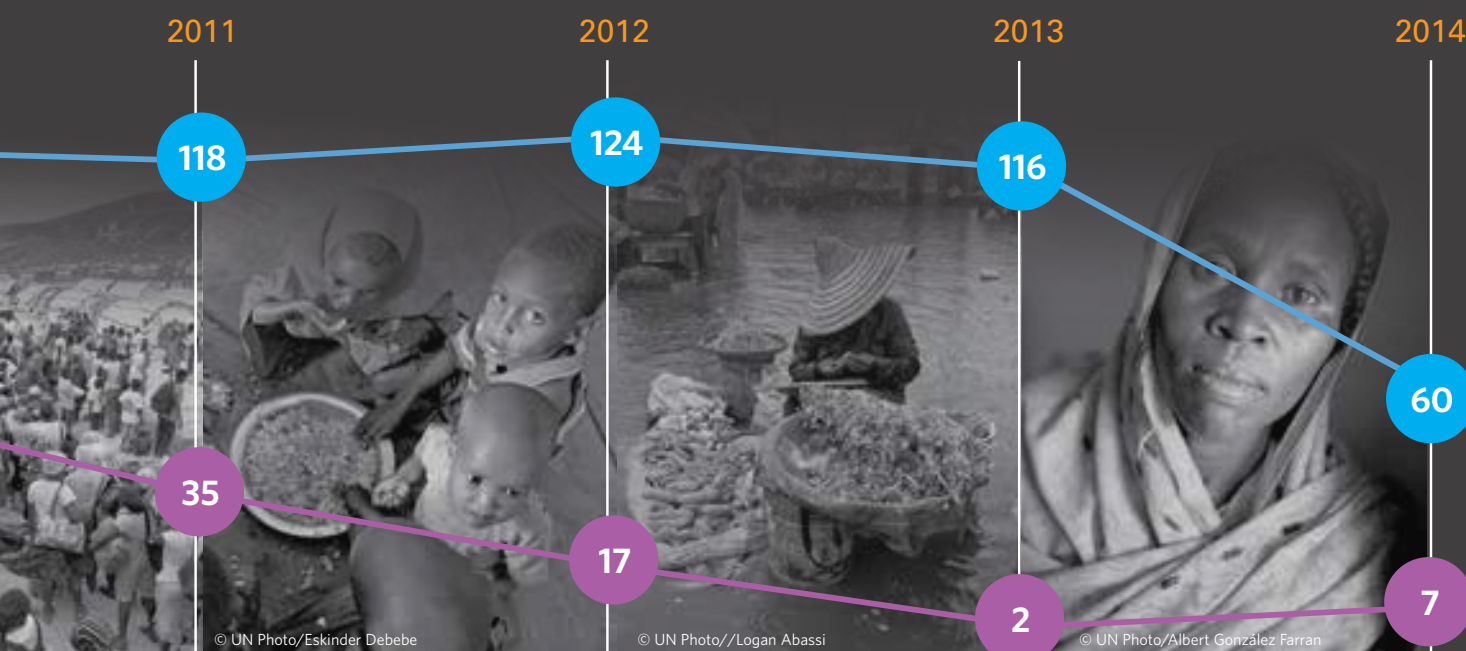 2011 2012 2013 2014
118 124 116 60
35 17 2 7
© UN Photo/Eskinder Debebe © UN Photo//Logan Abassi © UN Photo/Albert González Farran